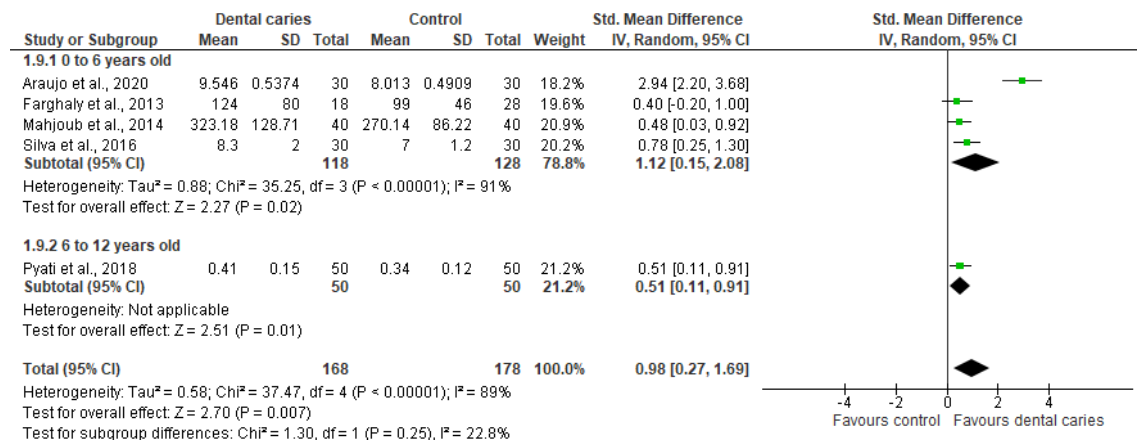 Dental caries Control Std. Mean Difference Std. Mean Difference
Study or Subgroup Mean SD Total Mean SD Total Weight IV, Random, 95% CI IV, Random, 95% CI
1.9.1 0 to 6 years old
Araujo et al., 2020 9.546 0.5374 30 8.013 0.4909 30 18.2% 2.94 [2.20, 3.68]
Farghaly et al., 2013 124 80 18 99 46 28 19.6% 0.40 [-0.20, 1.00]
Mahjoub et al., 2014 323.18 128.71 40 270.14 86.22 40 20.9% 0.48 [0.03, 0.92]
Silva et al., 2016 8.3 2 30 7 1.2 30 20.2% 0.78 [0.25, 1.30]
Subtotal (95% CI) 118 128 78.8% 1.12 [0.15, 2.08]
Heterogeneity: Tau² = 0.88; Chi² = 35.25, df = 3 (P < 0.00001); I² = 91%
Test for overall effect: Z = 2.27 (P = 0.02)
1.9.2 6 to 12 years old
Pyati et al., 2018 0.41 0.15 50 0.34 0.12 50 21.2% 0.51 [0.11, 0.91]
Subtotal (95% CI) 50 50 21.2% 0.51 [0.11, 0.91]
Heterogeneity: Not applicable
Test for overall effect: Z = 2.51 (P = 0.01)
Total (95% CI) 168 178 100.0% 0.98 [0.27, 1.69]
Heterogeneity: Tau² = 0.58; Chi² = 37.47, df = 4 (P < 0.00001); I² = 89%
Test for overall effect: Z = 2.70 (P = 0.007)
Test for subgroup differences: Chi² = 1.30, df = 1 (P = 0.25), I² = 22.8%
-4 -2 0 2 4
Favours control Favours dental caries